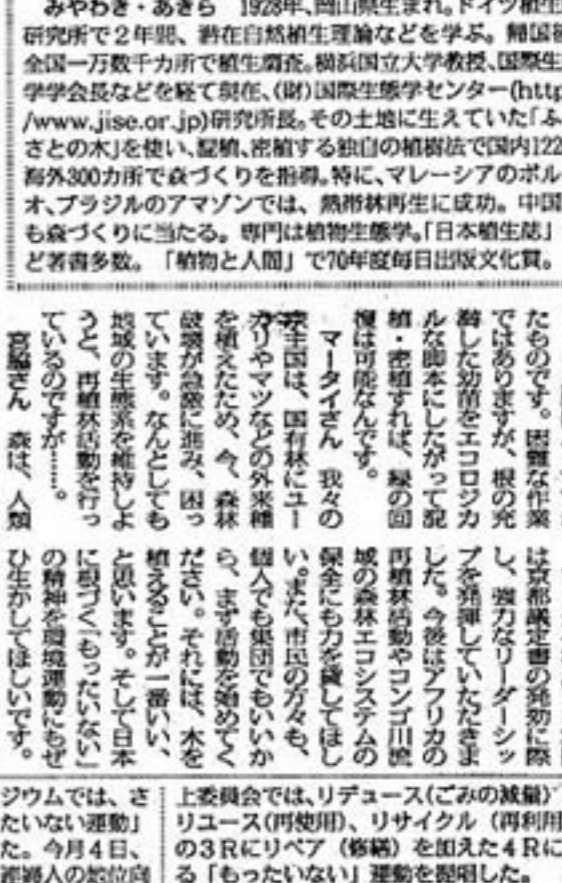 みやわき・あきら　1928年、岡山県生まれ。ドイツ植生
研究所で2年間、潜在自然植生理論などを学ぶ。帰国後
全国一万数千カ所で植生調査。横浜国立大学教授、国際生
学学会長などを経て現在、(財)国際生態学センター(http
/www.jise.or.jp)研究所長。その土地に生えていた「ふ
さとの木」を使い、混植、密植する独自の植樹法で国内122
海外300カ所で森づくりを指導。特に、マレーシアのボル
オ、ブラジルのアマゾンでは、熱帯林再生に成功。中国
も森づくりに当たる。専門は植物生態学。「日本植生誌」
ど著書多数。「植物と人間」で70年度毎日出版文化賞。
たものです。困難な作業
ではありますが、根の充
満した幼苗をエコロジカ
ルな脚本にしたがって混
植・密植すれば、緑の回
復は可能なんです。
マータイさん　我々の
国は、国有林にユー
カリやマツなどの外来種
を植えたため、今、森林
破壊が急激に進み、困っ
ています。なんとしても
地域の生態系を維持しよ
うと、再植林活動を行っ
ているのですが……。
宮脇さん　森は、人類
は京都議定書の発効に際
し、強力なリーダーシッ
プを発揮していただきま
した。今後はアフリカの
再植林活動やコンゴ川流
域の森林エコシステムの
保全にも力を貸してほし
い。また、市民の方々も、
個人でも集団でもいいか
ら、まず活動を始めてく
ださい。それには、木を
植えることが一番いい、
と思います。そして日本
に根づく「もったいない」
の精神を環境運動にもぜ
ひ生かしてほしいです。
上委員会では、リデュース(ごみの減量)
リユース(再使用)、リサイクル（再利用
の3Rにリペア（修繕）を加えた4Rに
る「もったいない」運動を提唱した。
ジウムでは、さ
たいない運動」
た。今月4日、
連婦人の地位向